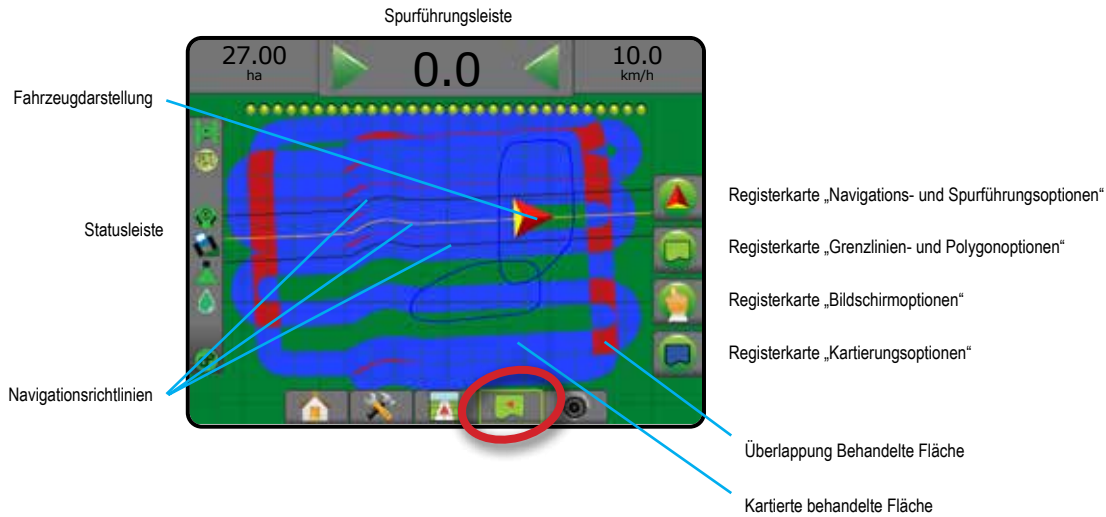 Spurführungsleiste
27.00
ha
0.0
10.0
km/h
Fahrzeugdarstellung
Statusleiste
Navigationsrichtlinien
Registerkarte „Navigations- und Spurführungsoptionen“
Registerkarte „Grenzlinien- und Polygonoptionen“
Registerkarte „Bildschirmoptionen“
Registerkarte „Kartierungsoptionen“
Überlappung Behandelte Fläche
Kartierte behandelte Fläche